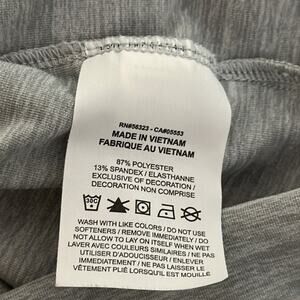 RN#56323 - CA#05553
MADE IN VIETNAM
FABRIQUE AU VIETNAM
87% POLYESTER
13% SPANDEX / ELASTHANNE
EXCLUSIVE OF DECORATION /
DECORATION NON COMPRISE
30C
WASH WITH LIKE COLORS / DO NOT USE
SOFTENERS / REMOVE IMMEDIATELY / DO
NOT ALLOW TO LAY ON ITSELF WHEN WET
LAVER AVEC COULEURS SIMILAIRES / NE PAS
UTILISER D'ADOUCISSEUR / ENLEVER
IMMEDIATEMENT / NE PAS LAISSER LE
VÊTEMENT PLIÉ LORSQU'IL EST MOUILLÉ